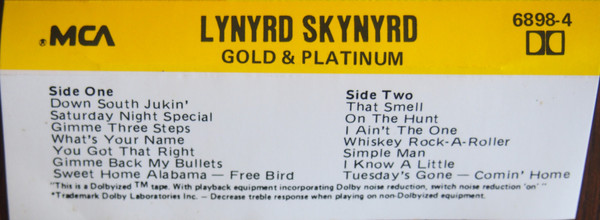 ®MCA
LYNYRD SKYNYRD
GOLD & PLATINUM
6898-4
Side One
Down South Jukin'
Saturday Night Special
Gimme Three Steps
What's Your Name
You Got That Right
Gimme Back My Bullets
Sweet Home Alabama — Free Bird
Side Two
That Smell
On The Hunt
I Ain't The One
Whiskey Rock-A-Roller
Simple Man
I Know A Little
Tuesday's Gone — Comin' Home
"This is a Dolbyized TM tape. With playback equipment incorporating Dolby noise reduction, switch noise reduction 'on'"
*Trademark Dolby Laboratories Inc. — Decrease treble response when playing on non-Dolbyized equipment.